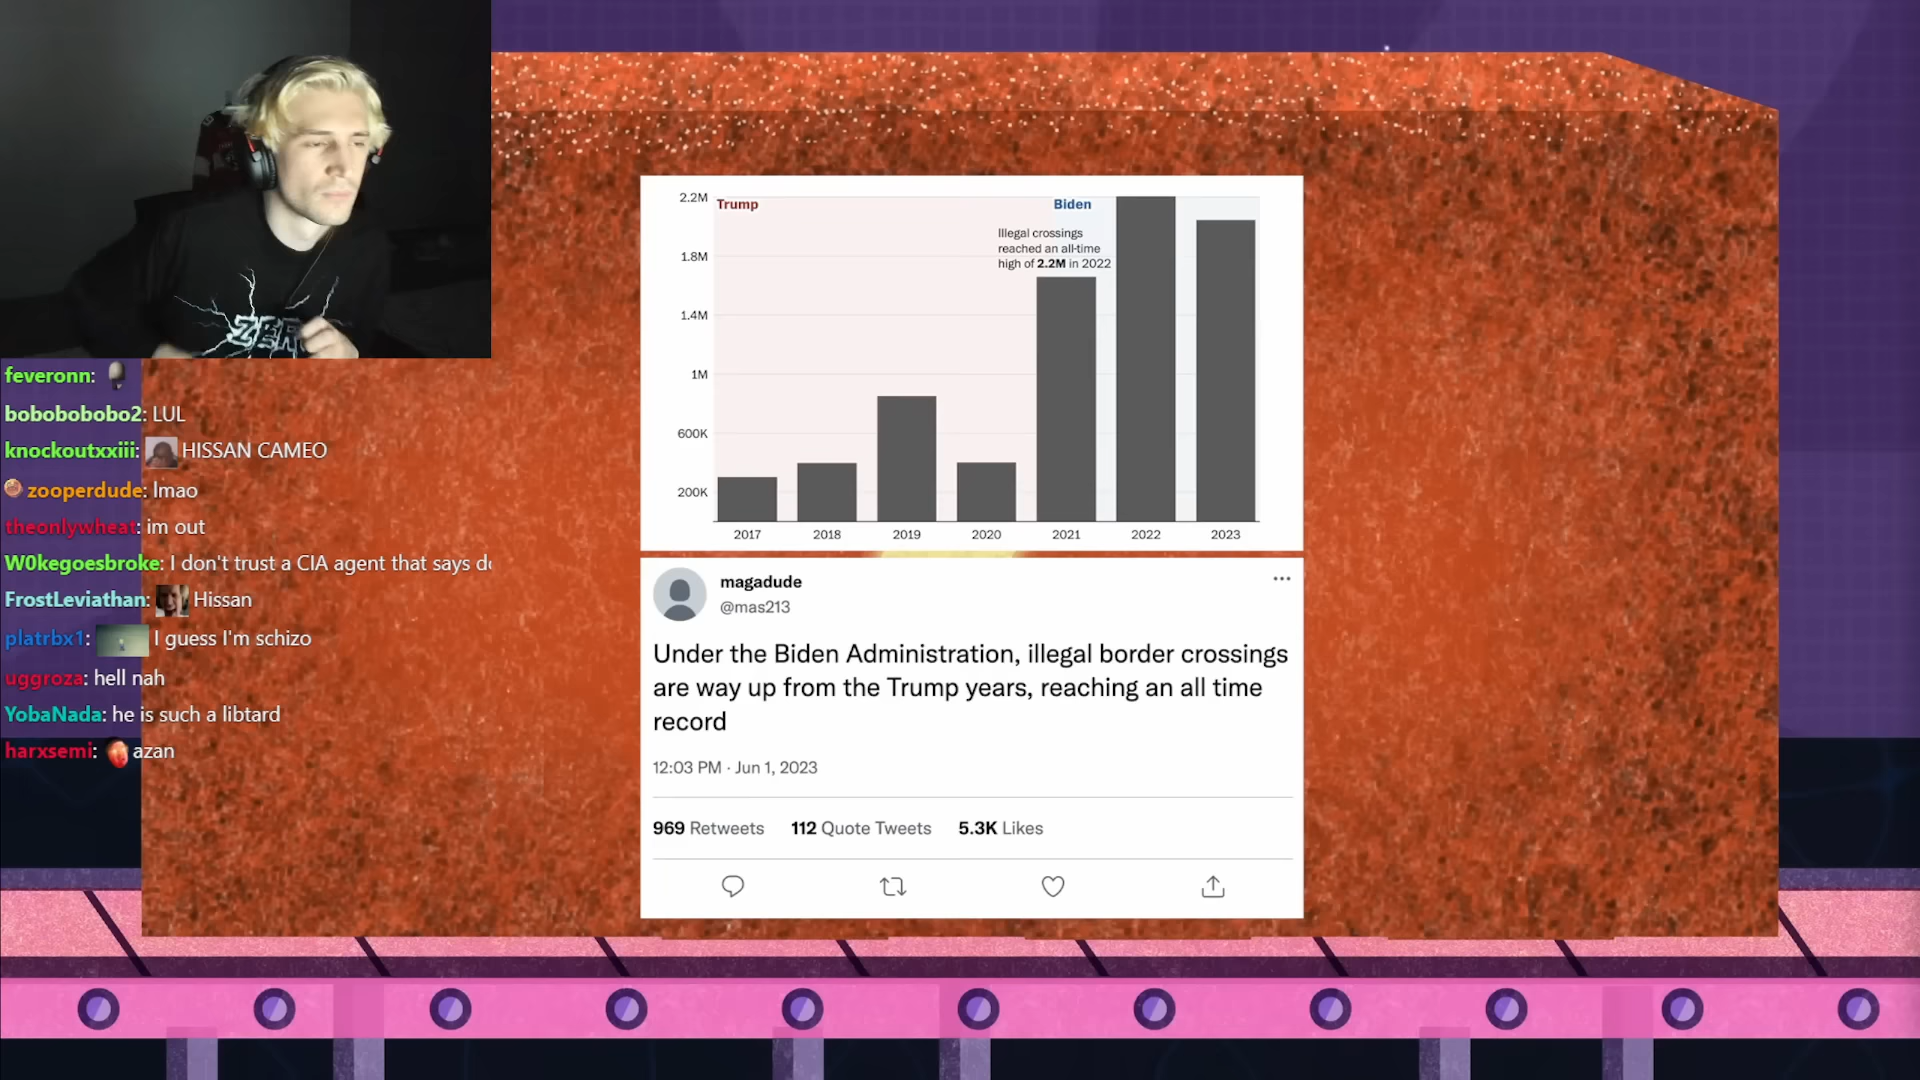 2.2M
Trump
Biden
Illegal crossings
reached an all-time
high of 2.2M in 2022
1.8M
1.4M
1M
600K
200K
2017 2018 2019 2020 2021 2022 2023
magadude
@mas213
Under the Biden Administration, illegal border crossings
are way up from the Trump years, reaching an all time
record
12:03 PM · Jun 1, 2023
969 Retweets 112 Quote Tweets 5.3K Likes
feveronn:
bobobobobo2: LUL
knockoutxxiii: HISSAN CAMEO
zooperdude: lmao
theonlywheat: im out
W0kegoesbroke: I don't trust a CIA agent that says
FrostLeviathan: Hissan
platrbx1: I guess I'm schizo
uggroza: hell nah
YobaNada: he is such a libtard
harxsemi: azan